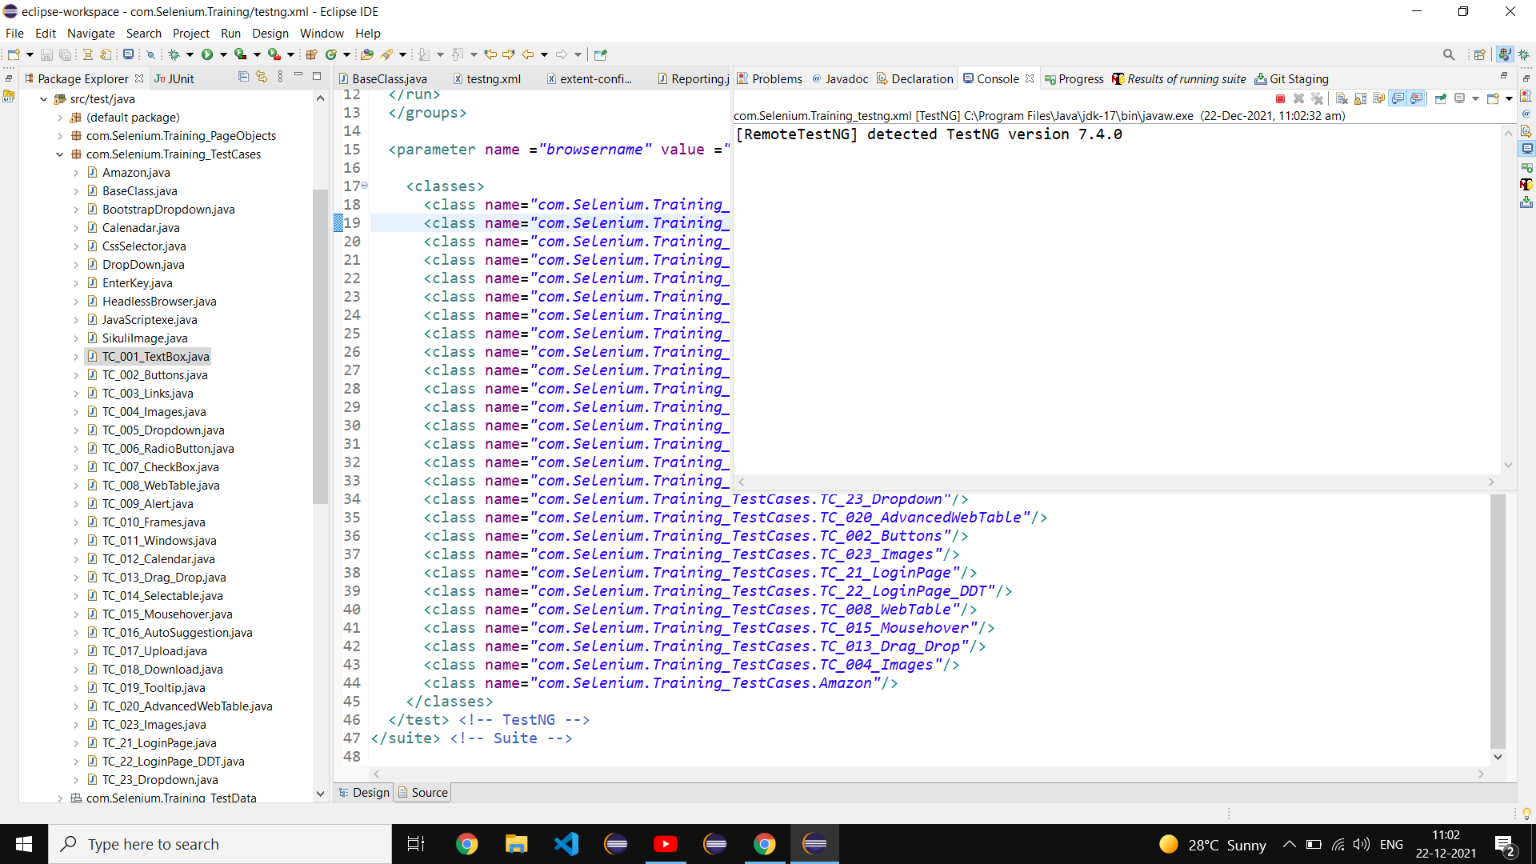 eclipse-workspace - com.Selenium.Training/testng.xml - Eclipse IDE
File Edit Navigate Search Project Run Design Window Help
Package Explorer JUnit
BaseClass.java testng.xml extent-confi... Reporting.j
Problems Javadoc Declaration Console Progress Results of running suite Git Staging
com.Selenium.Training_testng.xml [TestNG] C:\Program Files\Java\jdk-17\bin\javaw.exe (22-Dec-2021, 11:02:32 am)
[RemoteTestNG] detected TestNG version 7.4.0
src/test/java
(default package)
com.Selenium.Training_PageObjects
com.Selenium.Training_TestCases
Amazon.java
BaseClass.java
BootstrapDropdown.java
Calenadar.java
CssSelector.java
DropDown.java
EnterKey.java
HeadlessBrowser.java
JavaScriptexe.java
SikuliImage.java
TC_001_TextBox.java
TC_002_Buttons.java
TC_003_Links.java
TC_004_Images.java
TC_005_Dropdown.java
TC_006_RadioButton.java
TC_007_CheckBox.java
TC_008_WebTable.java
TC_009_Alert.java
TC_010_Frames.java
TC_011_Windows.java
TC_012_Calendar.java
TC_013_Drag_Drop.java
TC_014_Selectable.java
TC_015_Mousehover.java
TC_016_AutoSuggestion.java
TC_017_Upload.java
TC_018_Download.java
TC_019_Tooltip.java
TC_020_AdvancedWebTable.java
TC_023_Images.java
TC_21_LoginPage.java
TC_22_LoginPage_DDT.java
TC_23_Dropdown.java
com.Selenium.Training_TestData
12 </run>
13 </groups>
14
15 <parameter name ="browsername" value ="
16
17 <classes>
18 <class name="com.Selenium.Training_
19 <class name="com.Selenium.Training_
20 <class name="com.Selenium.Training_
21 <class name="com.Selenium.Training_
22 <class name="com.Selenium.Training_
23 <class name="com.Selenium.Training_
24 <class name="com.Selenium.Training_
25 <class name="com.Selenium.Training_
26 <class name="com.Selenium.Training_
27 <class name="com.Selenium.Training_
28 <class name="com.Selenium.Training_
29 <class name="com.Selenium.Training_
30 <class name="com.Selenium.Training_
31 <class name="com.Selenium.Training_
32 <class name="com.Selenium.Training_
33 <class name="com.Selenium.Training_
34 <class name="com.Selenium.Training_TestCases.TC_23_Dropdown"/>
35 <class name="com.Selenium.Training_TestCases.TC_020_AdvancedWebTable"/>
36 <class name="com.Selenium.Training_TestCases.TC_002_Buttons"/>
37 <class name="com.Selenium.Training_TestCases.TC_023_Images"/>
38 <class name="com.Selenium.Training_TestCases.TC_21_LoginPage"/>
39 <class name="com.Selenium.Training_TestCases.TC_22_LoginPage_DDT"/>
40 <class name="com.Selenium.Training_TestCases.TC_008_WebTable"/>
41 <class name="com.Selenium.Training_TestCases.TC_015_Mousehover"/>
42 <class name="com.Selenium.Training_TestCases.TC_013_Drag_Drop"/>
43 <class name="com.Selenium.Training_TestCases.TC_004_Images"/>
44 <class name="com.Selenium.Training_TestCases.Amazon"/>
45 </classes>
46 </test> <!-- TestNG -->
47 </suite> <!-- Suite -->
48
Design Source
Type here to search
28°C Sunny ENG 11:02
22-12-2021 2